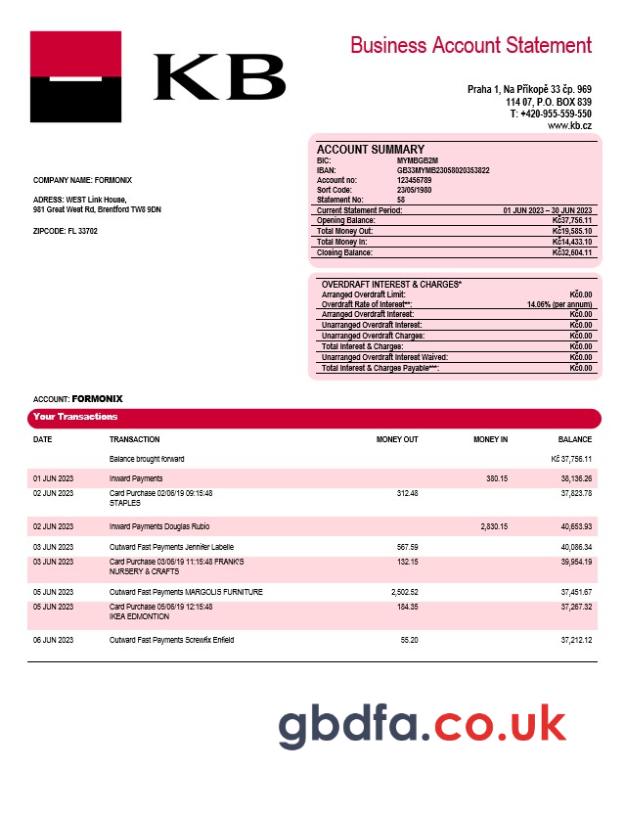 KB
Business Account Statement
Praha 1, Na Příkopě 33 čp. 969
114 07, P.O. BOX 839
T: +420-955-559-550
www.kb.cz
COMPANY NAME: FORMONIX
ADRESS: WEST Link House,
981 Great West Rd, Brentford TW8 9DN
ZIPCODE: FL 33702
ACCOUNT SUMMARY
BIC: MYMBGB2M
IBAN: GB33MYMB23058020353822
Account no: 123456789
Sort Code: 23/05/1980
Statement No: 58
Current Statement Period: 01 JUN 2023 – 30 JUN 2023
Opening Balance: Kč37,756.11
Total Money Out: Kč19,585.10
Total Money In: Kč14,433.10
Closing Balance: Kč32,604.11
OVERDRAFT INTEREST & CHARGES*
Arranged Overdraft Limit: Kč0.00
Overdraft Rate of Interest**: 14.06% (per annum)
Arranged Overdraft Interest: Kč0.00
Unarranged Overdraft Interest: Kč0.00
Unarranged Overdraft Charges: Kč0.00
Total Interest & Charges: Kč0.00
Unarranged Overdraft Interest Waived: Kč0.00
Total Interest & Charges Payable***: Kč0.00
ACCOUNT: FORMONIX
Your Transactions
DATE TRANSACTION MONEY OUT MONEY IN BALANCE
Balance brought forward Kč 37,756.11
01 JUN 2023 Inward Payments 380.15 38,136.26
02 JUN 2023 Card Purchase 02/06/19 09:15:48 312.48 37,823.78
STAPLES
02 JUN 2023 Inward Payments Douglas Rubio 2,830.15 40,653.93
03 JUN 2023 Outward Fast Payments Jennifer Labelle 567.59 40,086.34
03 JUN 2023 Card Purchase 03/06/19 11:15:48 FRANK'S 132.15 39,954.19
NURSERY & CRAFTS
05 JUN 2023 Outward Fast Payments MARGOLIS FURNITURE 2,502.52 37,451.67
05 JUN 2023 Card Purchase 05/06/19 12:15:48 184.35 37,267.32
IKEA EDMONTION
06 JUN 2023 Outward Fast Payments Screwfix Enfield 55.20 37,212.12
gbdfa.co.uk